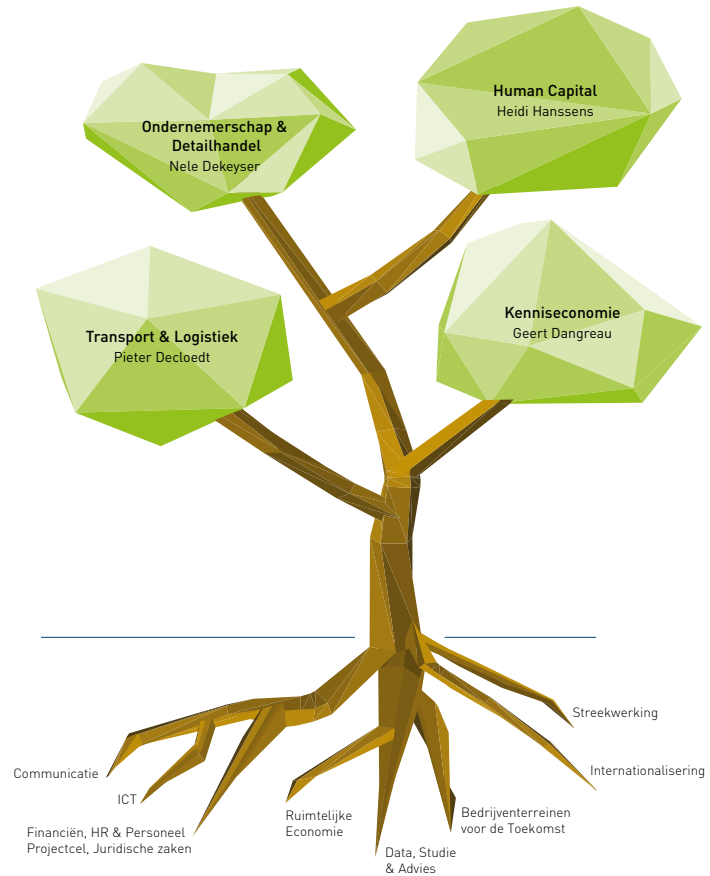 Human Capital
Heidi Hanssens
Ondernemerschap &
Detailhandel
Nele Dekeyser
Kenniseconomie
Geert Dangreau
Transport & Logistiek
Pieter Decloedt
Streekwerking
Communicatie
Internationalisering
ICT
Ruimtelijke
Economie
Bedrijventerreinen
voor de Toekomst
Financiën, HR & Personeel
Projectcel, Juridische zaken
Data, Studie
& Advies